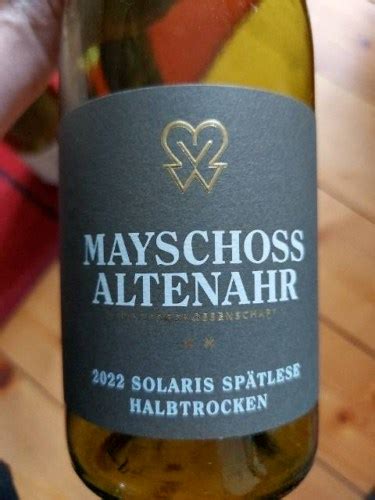 MAYSCHOSS
ALTENAHR
2022 SOLARIS SPÄTLESE
HALBTROCKEN